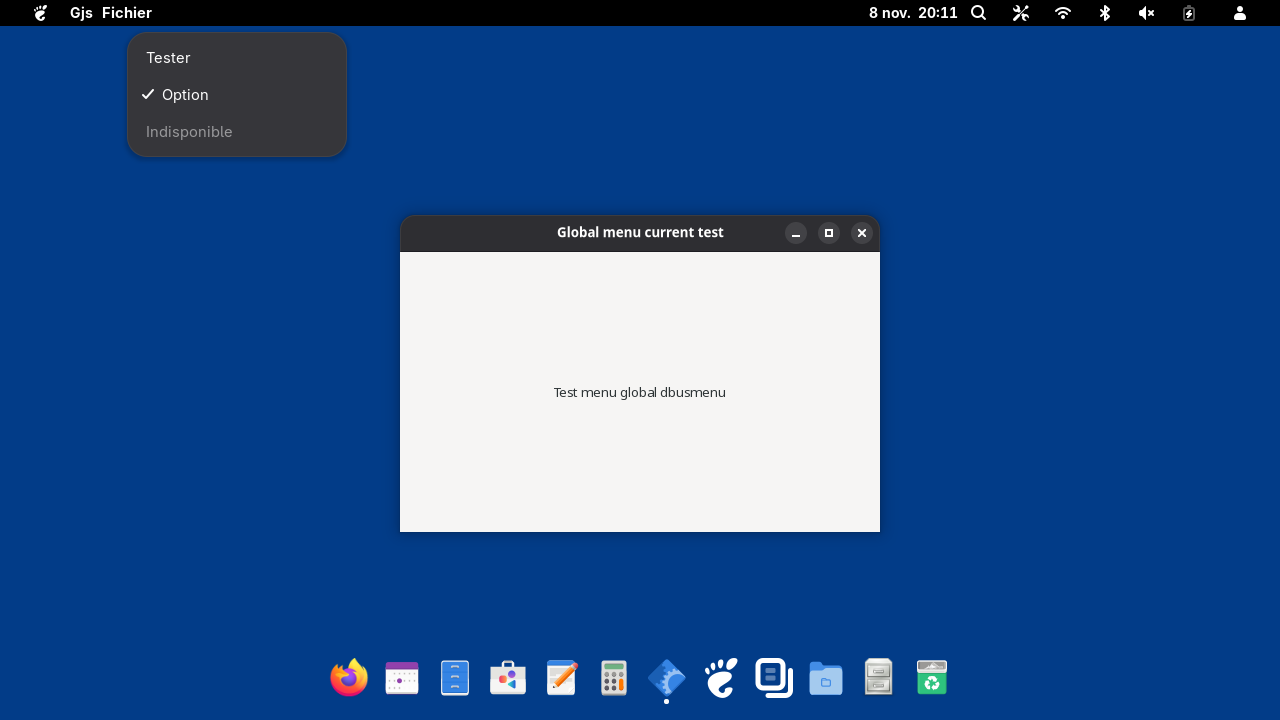 Gjs Fichier 8 nov. 20:11
Tester
Option
Indisponible
Global menu current test
Test menu global dbusmenu